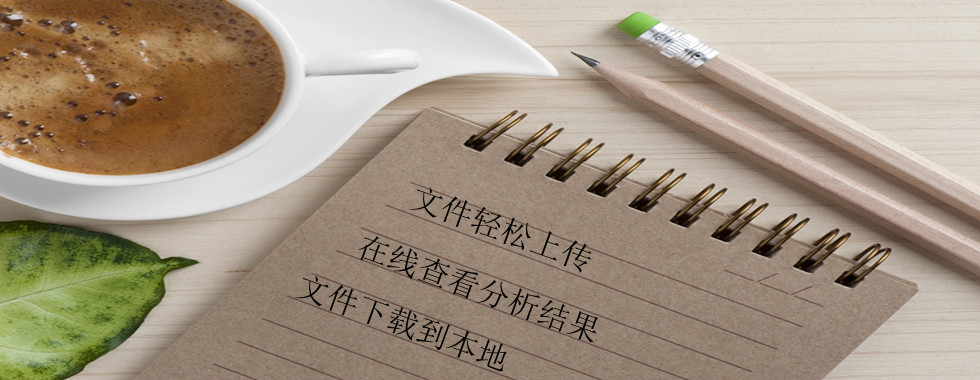 文件轻松上传
在线查看分析结果
文件下载到本地